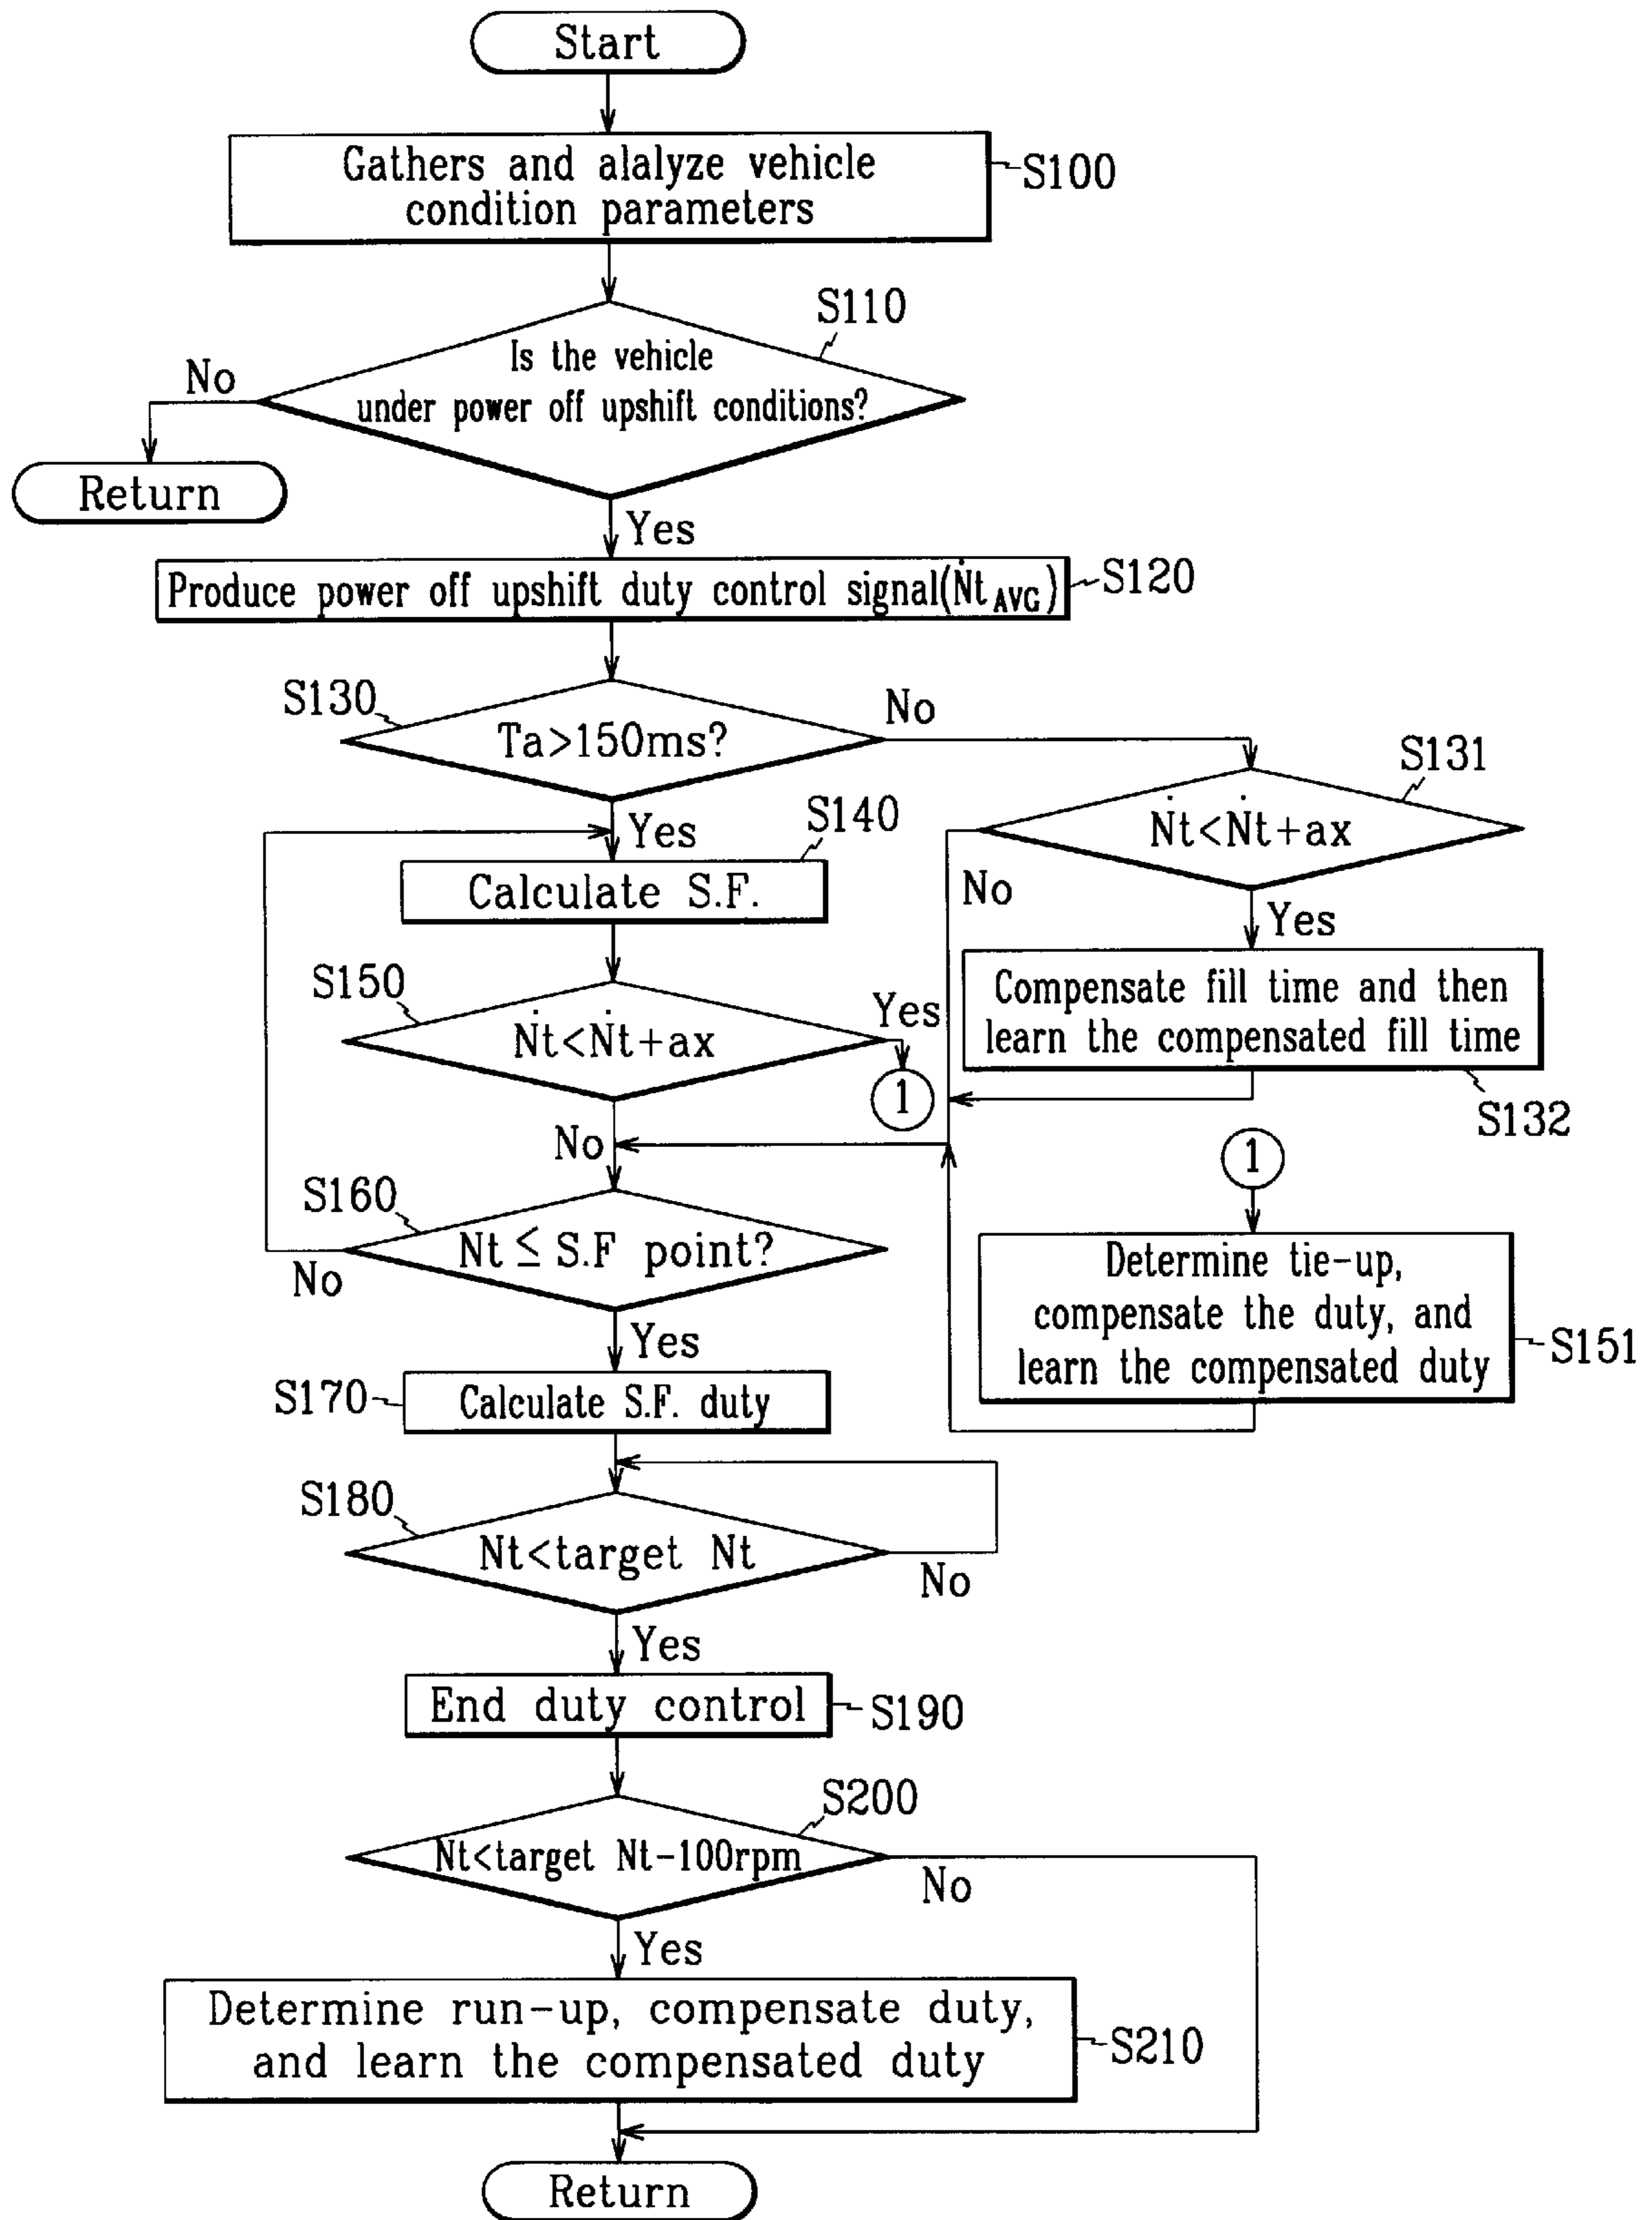 Start
Gathers and alalyze vehicle
condition parameters
S100
S110
Is the vehicle
under power off upshift conditions?
No
Return
Yes
Produce power off upshift duty control signal(Ṅt AVG)
S120
S130
Ta>150ms?
No
S131
Ṅt<Ṅt+ax
Yes
S140
Calculate S.F.
No
Yes
Compensate fill time and then
learn the compensated fill time
S132
S150
Ṅt<Ṅt+ax
Yes
1
No
1
S160
Nt≤S.F point?
No
Determine tie-up,
compensate the duty, and
learn the compensated duty
S151
Yes
S170
Calculate S.F. duty
S180
Nt<target Nt
No
Yes
End duty control
S190
S200
Nt<target Nt-100rpm
No
Yes
Determine run-up, compensate duty,
and learn the compensated duty
S210
Return